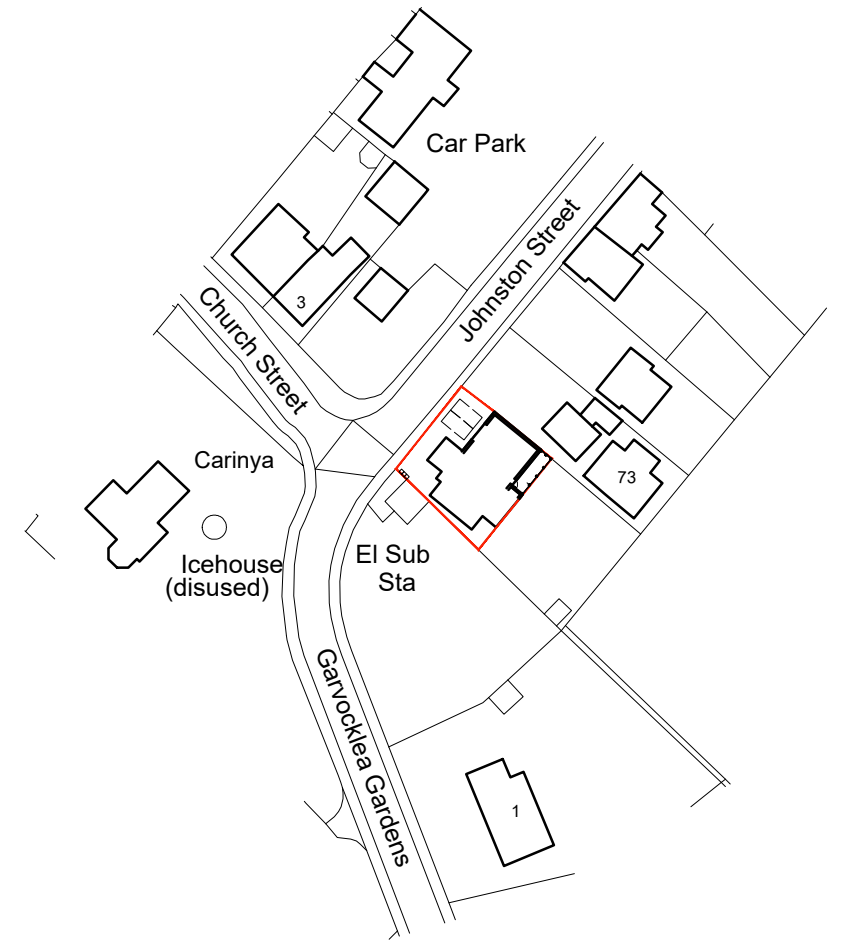 Car Park
Johnston Street
3
Church Street
Carinya
73
Icehouse
(disused)
El Sub
Sta
Garvocklea Gardens
1